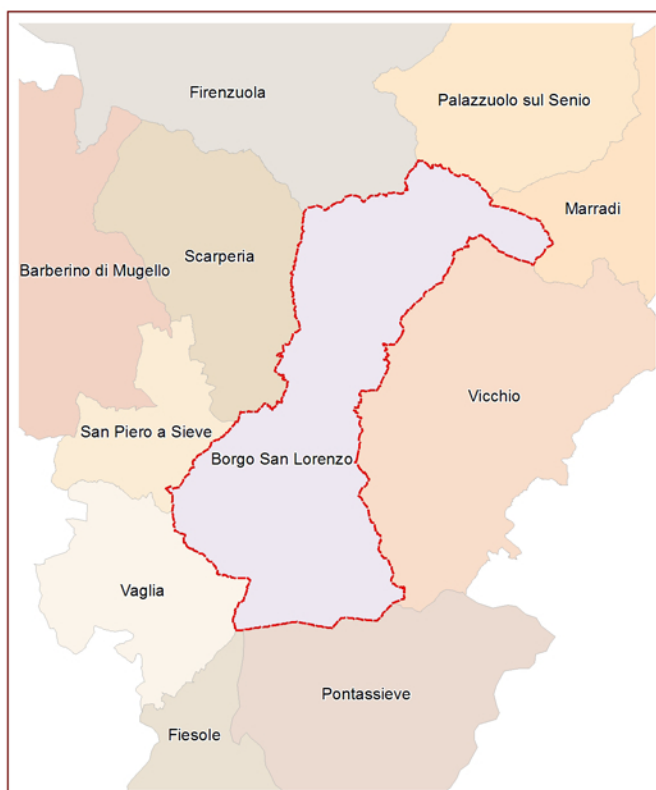 Firenzuola
Palazzuolo sul Senio
Marradi
Scarperia
Barberino di Mugello
Vicchio
San Piero a Sieve
Borgo San Lorenzo
Vaglia
Pontassieve
Fiesole